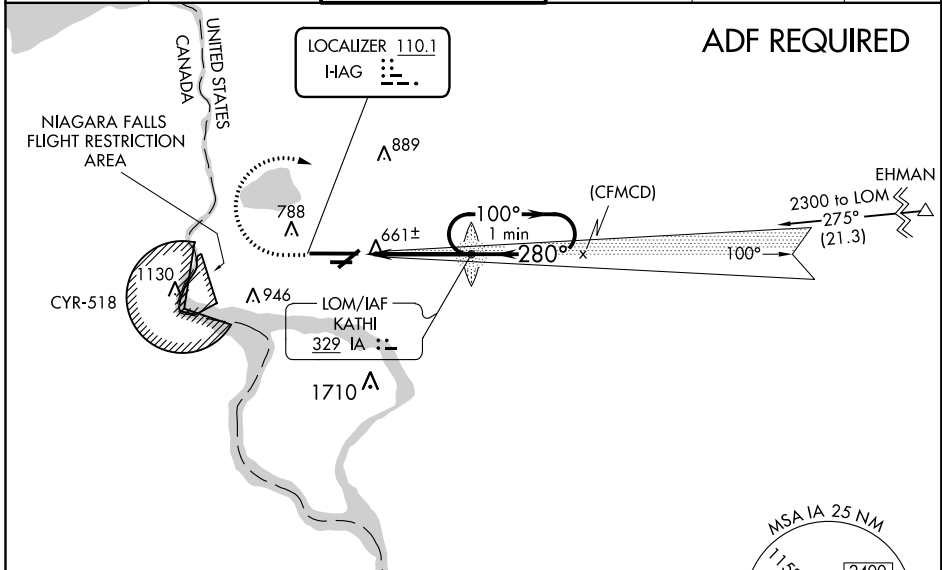 ADF REQUIRED
UNITED STATES
CANADA
LOCALIZER 110.1
I-IAG
NIAGARA FALLS
FLIGHT RESTRICTION
AREA
889
EHMAN
2300 to LOM
275°
(21.3)
(CFMCD)
100°
1 min
280°
x
100°
788
661±
1130
CYR-518
946
LOM/IAF
KATHI
329 IA
1710
MSA IA 25 NM